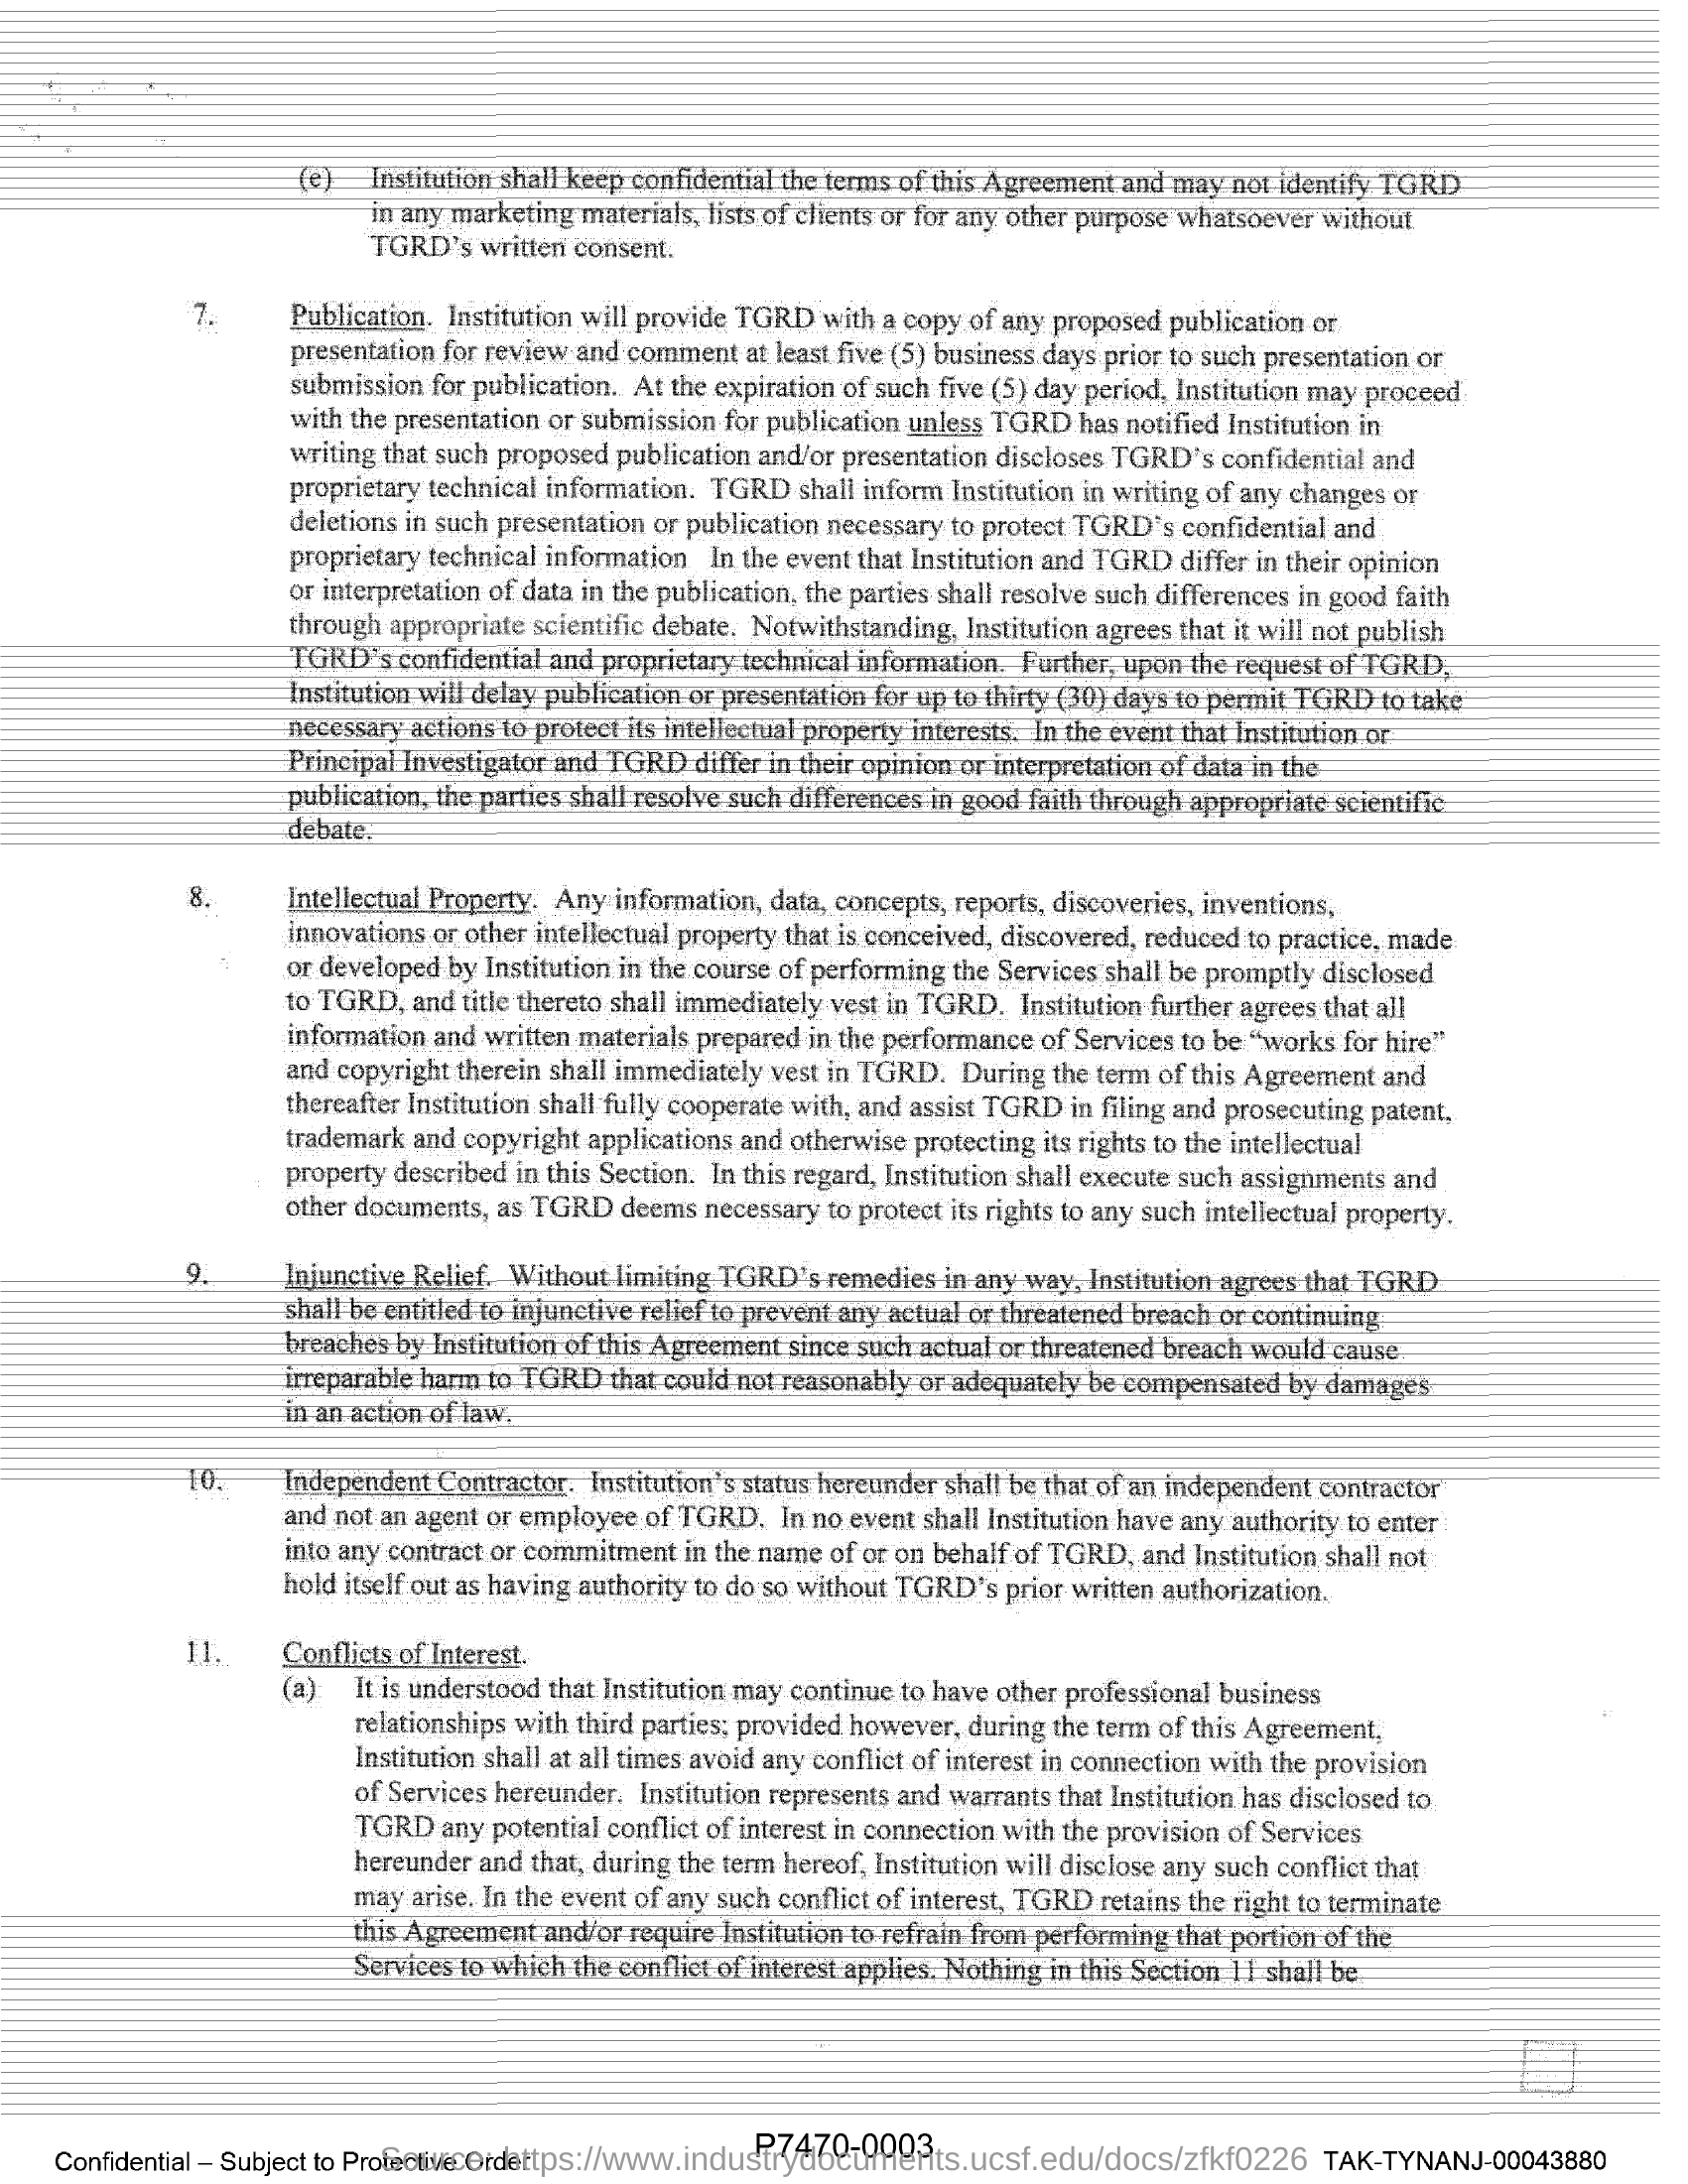 (e) Institution shall keep confidential the terms of this Agreement and may not identify TGRD
in any marketing materials, lists of clients or for any other purpose whatsoever without
TGRD's written consent.
7. Publication. Institution will provide TGRD with a copy of any proposed publication or
presentation for review and comment at least five (5) business days prior to such presentation or
submission for publication. At the expiration of such five (5) day period, Institution may proceed
with the presentation or submission for publication unless TGRD has notified Institution in
writing that such proposed publication and/or presentation discloses TGRD's confidential and
proprietary technical information. TGRD shall inform Institution in writing of any changes or
deletions in such presentation or publication necessary to protect TGRD's confidential and
proprietary technical information In the event that Institution and TGRD differ in their opinion
or interpretation of data in the publication, the parties shall resolve such differences in good faith
through appropriate scientific debate. Notwithstanding, Institution agrees that it will not publish
TGRD's confidential and proprietary technical information. Further, upon the request of TGRD,
Institution will delay publication or presentation for up to thirty (30) days to permit TGRD to take
necessary actions to protect its intellectual property interests. In the event that Institution or
Principal Investigator and TGRD differ in their opinion or interpretation of data in the
publication, the parties shall resolve such differences in good faith through appropriate scientific
debate.
8. Intellectual Property. Any information, data, concepts, reports, discoveries, inventions,
innovations or other intellectual property that is conceived, discovered, reduced to practice, made
or developed by Institution in the course of performing the Services shall be promptly disclosed
to TGRD, and title thereto shall immediately vest in TGRD. Institution further agrees that all
information and written materials prepared in the performance of Services to be “works for hire”
and copyright therein shall immediately vest in TGRD. During the term of this Agreement and
thereafter Institution shall fully cooperate with, and assist TGRD in filing and prosecuting patent,
trademark and copyright applications and otherwise protecting its rights to the intellectual
property described in this Section. In this regard, Institution shall execute such assignments and
other documents, as TGRD deems necessary to protect its rights to any such intellectual property.
9. Injunctive Relief. Without limiting TGRD's remedies in any way, Institution agrees that TGRD
shall be entitled to injunctive relief to prevent any actual or threatened breach or continuing
breaches by Institution of this Agreement since such actual or threatened breach would cause
irreparable harm to TGRD that could not reasonably or adequately be compensated by damages
in an action of law.
10. Independent Contractor. Institution's status hereunder shall be that of an independent contractor
and not an agent or employee of TGRD. In no event shall Institution have any authority to enter
into any contract or commitment in the name of or on behalf of TGRD, and Institution shall not
hold itself out as having authority to do so without TGRD's prior written authorization.
11. Conflicts of Interest.
(a) It is understood that Institution may continue to have other professional business
relationships with third parties; provided however, during the term of this Agreement,
Institution shall at all times avoid any conflict of interest in connection with the provision
of Services hereunder. Institution represents and warrants that Institution has disclosed to
TGRD any potential conflict of interest in connection with the provision of Services
hereunder and that, during the term hereof, Institution will disclose any such conflict that
may arise. In the event of any such conflict of interest, TGRD retains the right to terminate
this Agreement and/or require Institution to refrain from performing that portion of the
Services to which the conflict of interest applies. Nothing in this Section 11 shall be
P7470-0003
Confidential – Subject to Protective Order
Source: https://www.industrydocuments.ucsf.edu/docs/zfkf0226
TAK-TYNANJ-00043880